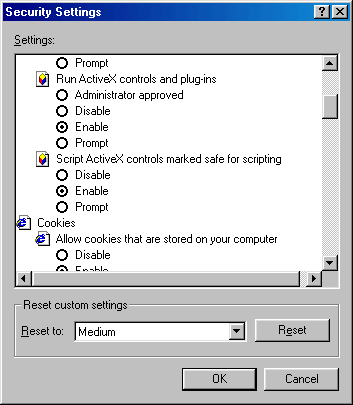 Security Settings
Settings:
Prompt
Run ActiveX controls and plug-ins
Administrator approved
Disable
Enable
Prompt
Script ActiveX controls marked safe for scripting
Disable
Enable
Prompt
Cookies
Allow cookies that are stored on your computer
Disable
Enable
Reset custom settings
Reset to: Medium Reset
OK Cancel